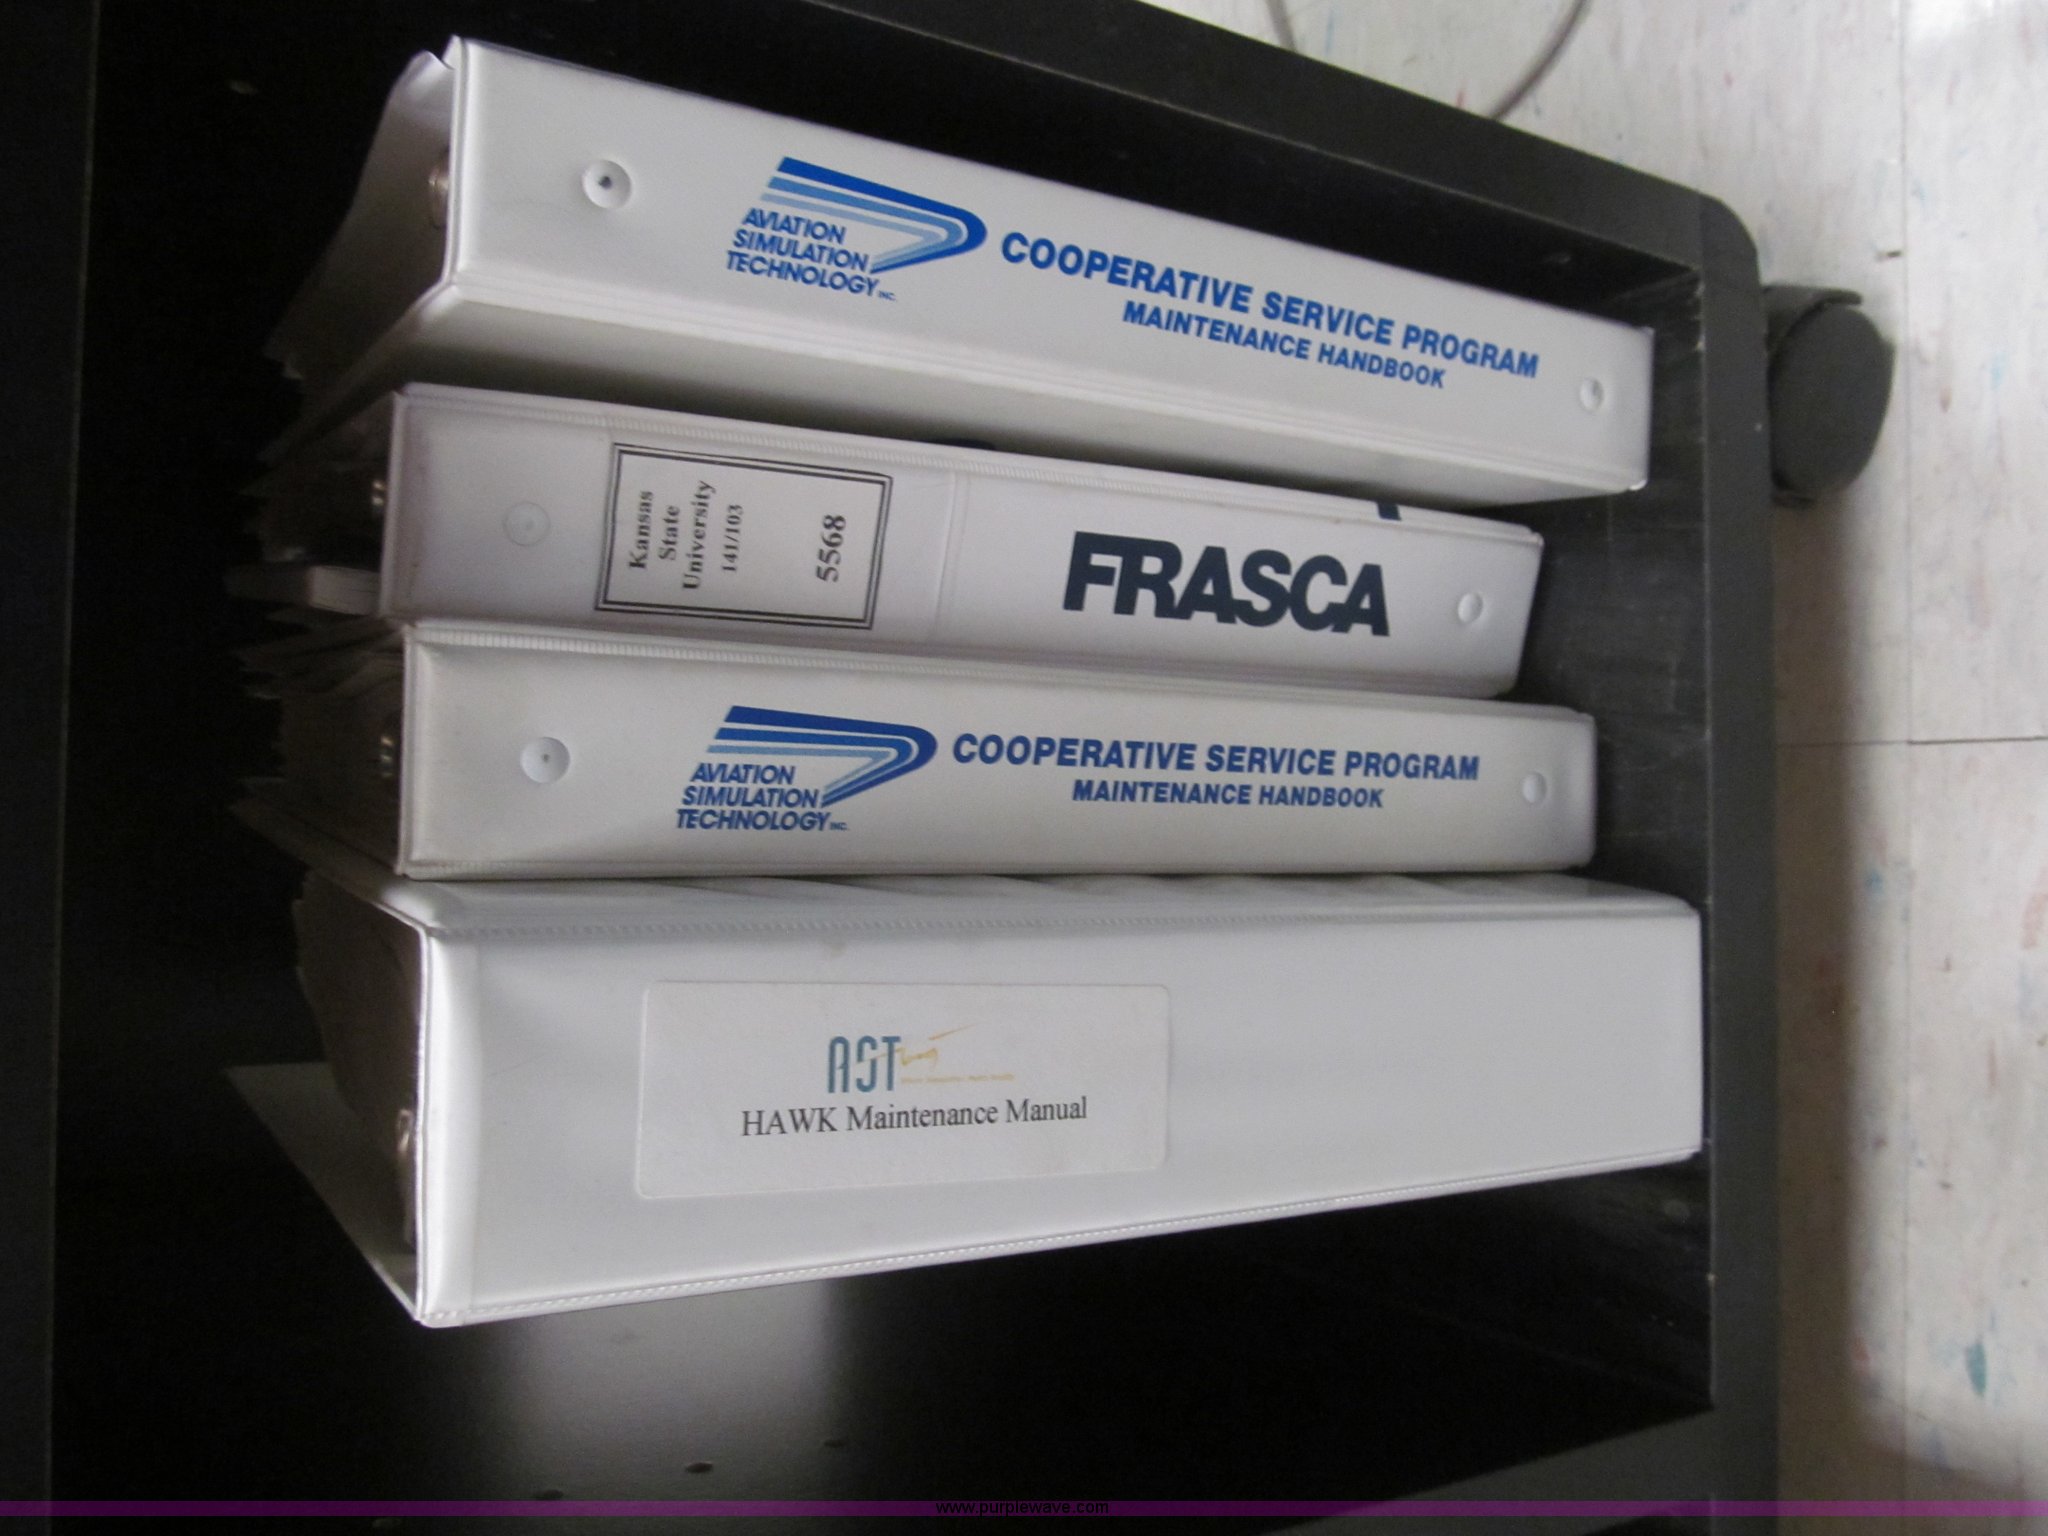 AVIATION
SIMULATION
TECHNOLOGY INC.
COOPERATIVE SERVICE PROGRAM
MAINTENANCE HANDBOOK
Kansas
State
University
141/103
5568
FRASCA
AVIATION
SIMULATION
TECHNOLOGY INC.
COOPERATIVE SERVICE PROGRAM
MAINTENANCE HANDBOOK
AST
HAWK Maintenance Manual
www.purplewave.com